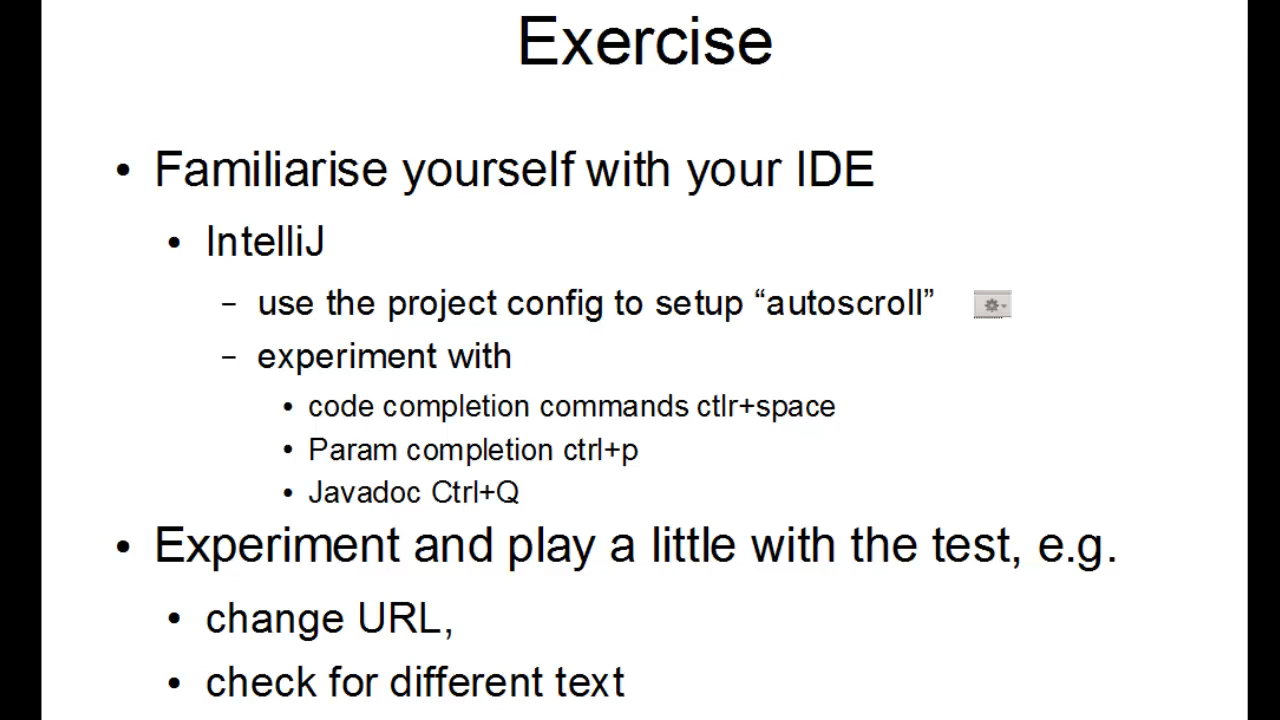 Exercise
• Familiarise yourself with your IDE
• IntelliJ
– use the project config to setup “autoscroll”
– experiment with
• code completion commands ctlr+space
• Param completion ctrl+p
• Javadoc Ctrl+Q
• Experiment and play a little with the test, e.g.
• change URL,
• check for different text